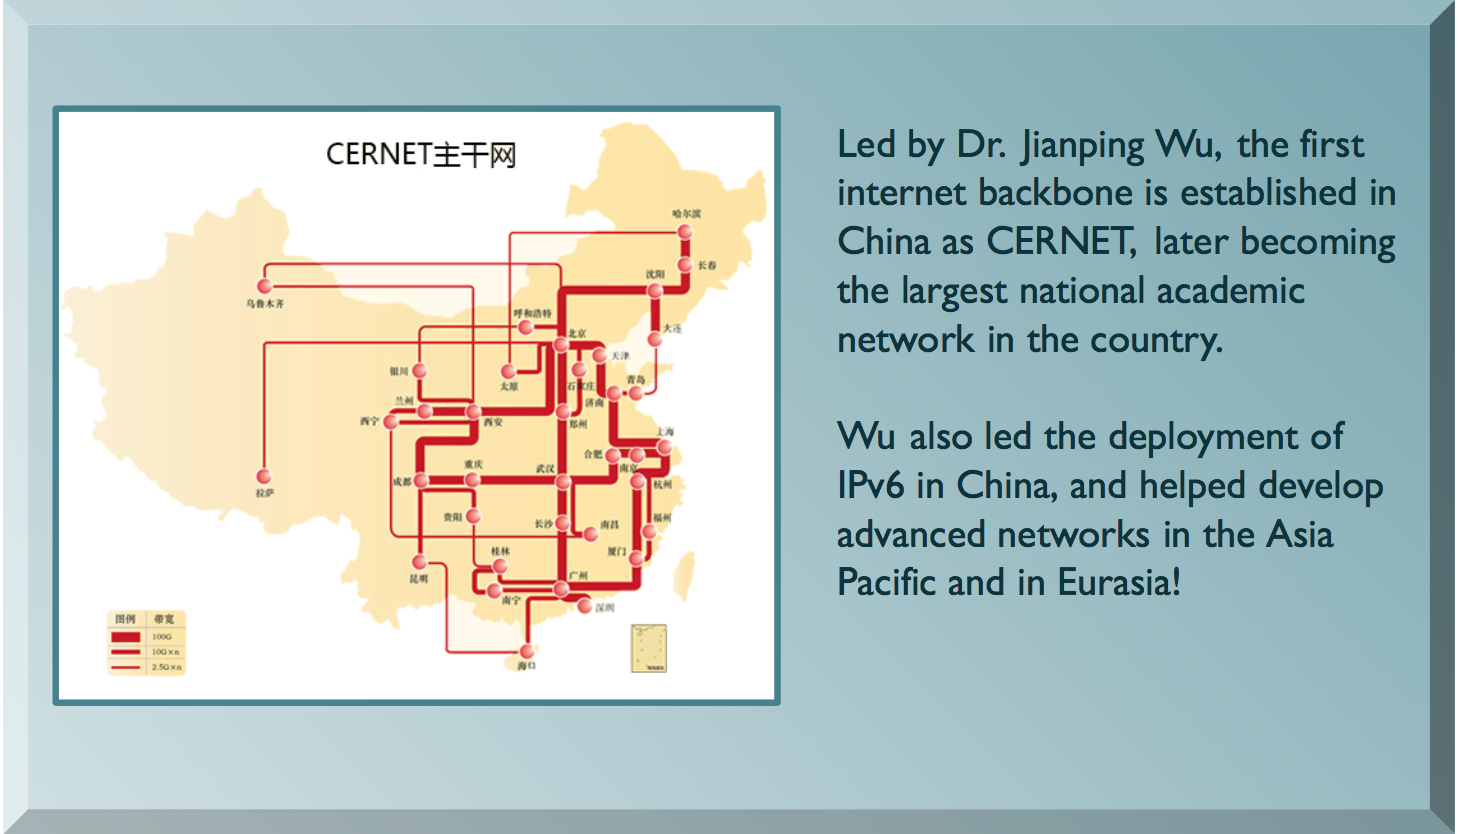 CERNET主干网
哈尔滨
长春
沈阳
乌鲁木齐
呼和浩特
大连
北京
天津
银川
太原
石家庄
青岛
兰州
济南
西宁
西安
郑州
上海
合肥
南京
重庆
武汉
成都
杭州
拉萨
贵阳
长沙
南昌
福州
桂林
厦门
昆明
广州
南宁
深圳
海口
图例 带宽
100G
10G×n
2.5G×n
Led by Dr. Jianping Wu, the first
internet backbone is established in
China as CERNET, later becoming
the largest national academic
network in the country.
Wu also led the deployment of
IPv6 in China, and helped develop
advanced networks in the Asia
Pacific and in Eurasia!